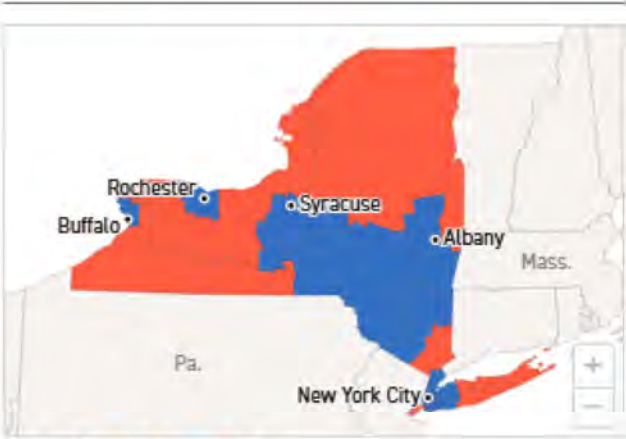 Rochester
Syracuse
Buffalo
Albany
Mass.
Pa.
New York City
+
−